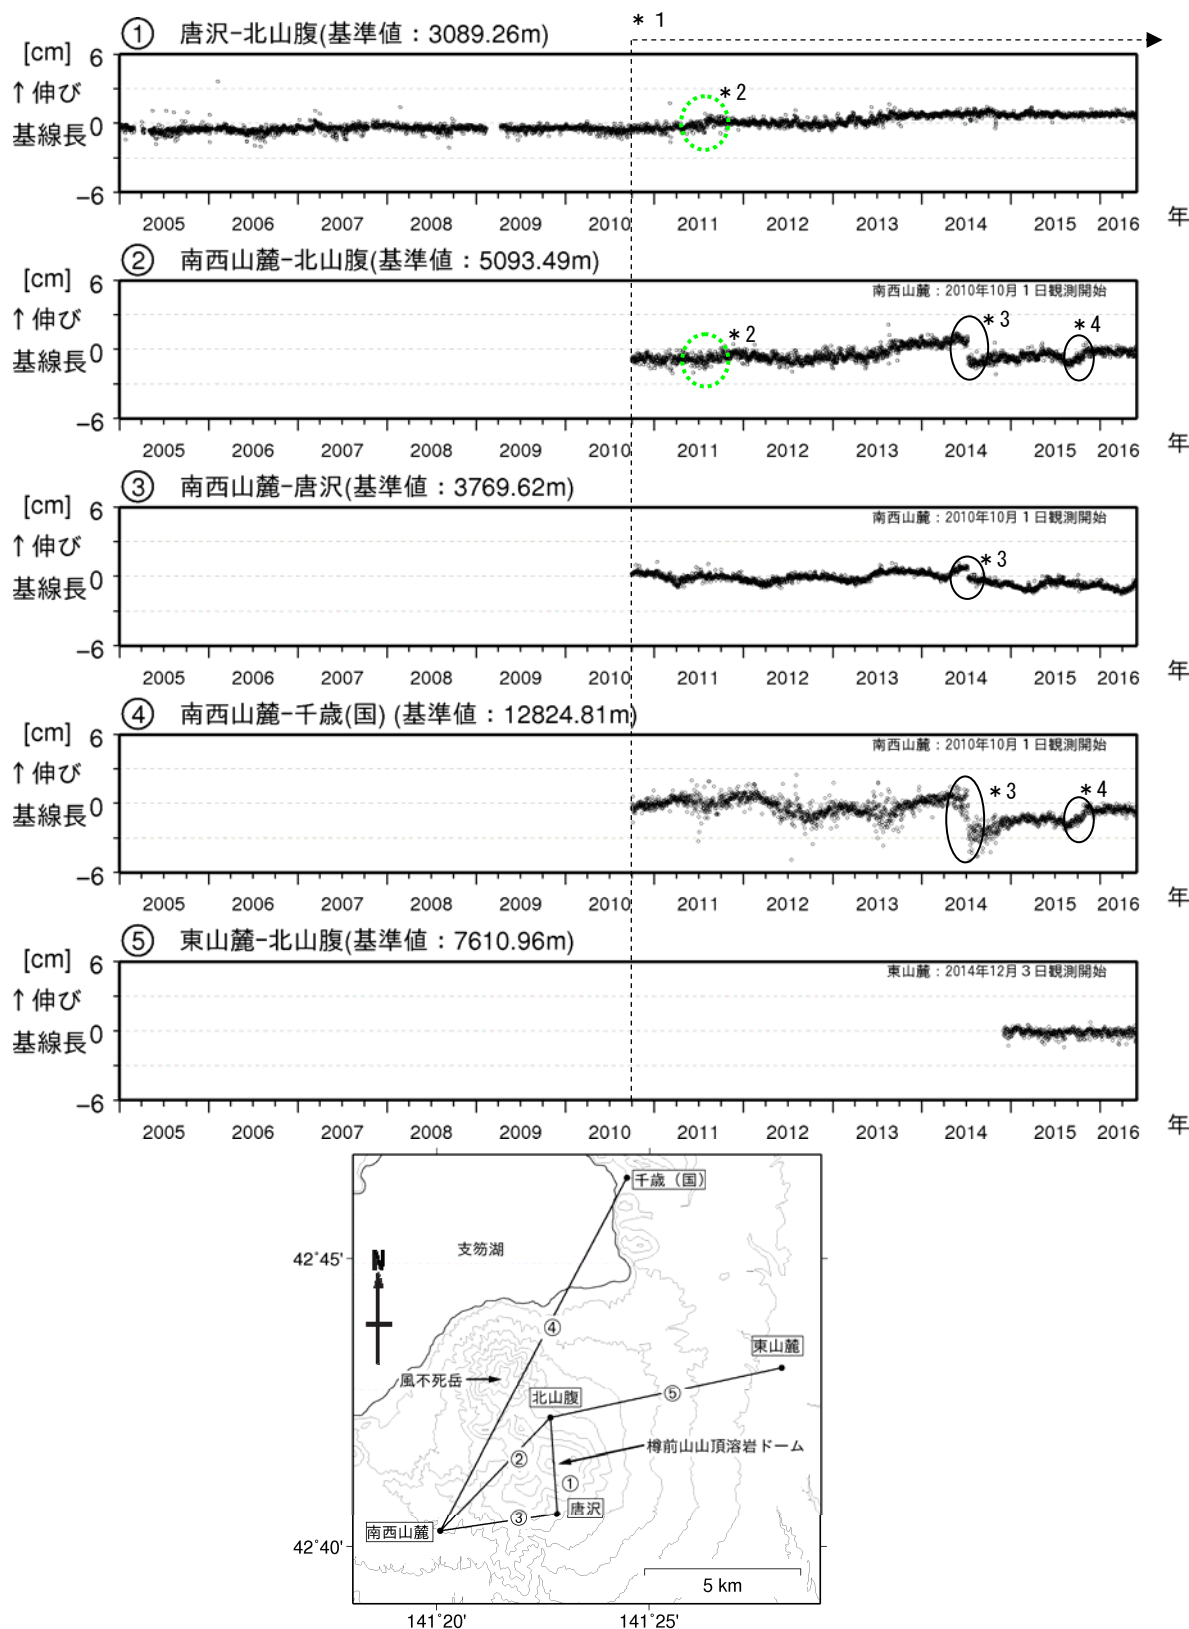 ＊1
① 唐沢−北山腹(基準値：3089.26m)
[cm]
6
↑伸び
0
基線長
−6
＊2
2005 2006 2007 2008 2009 2010 2011 2012 2013 2014 2015 2016 年
② 南西山麓−北山腹(基準値：5093.49m)
[cm]
6
南西山麓：2010年10月1日観測開始
↑伸び
0
基線長
−6
＊2 ＊3 ＊4
2005 2006 2007 2008 2009 2010 2011 2012 2013 2014 2015 2016 年
③ 南西山麓−唐沢(基準値：3769.62m)
[cm]
6
南西山麓：2010年10月1日観測開始
↑伸び
0
基線長
−6
＊3
2005 2006 2007 2008 2009 2010 2011 2012 2013 2014 2015 2016 年
④ 南西山麓−千歳(国) (基準値：12824.81m)
[cm]
6
南西山麓：2010年10月1日観測開始
↑伸び
0
基線長
−6
＊3 ＊4
2005 2006 2007 2008 2009 2010 2011 2012 2013 2014 2015 2016 年
⑤ 東山麓−北山腹(基準値：7610.96m)
[cm]
6
東山麓：2014年12月3日観測開始
↑伸び
0
基線長
−6
2005 2006 2007 2008 2009 2010 2011 2012 2013 2014 2015 2016 年
千歳（国）
支笏湖
42°45'
N
④
東山麓
風不死岳
北山腹
⑤
樽前山山頂溶岩ドーム
②
①
唐沢
③
南西山麓
42°40'
5 km
141°20' 141°25'